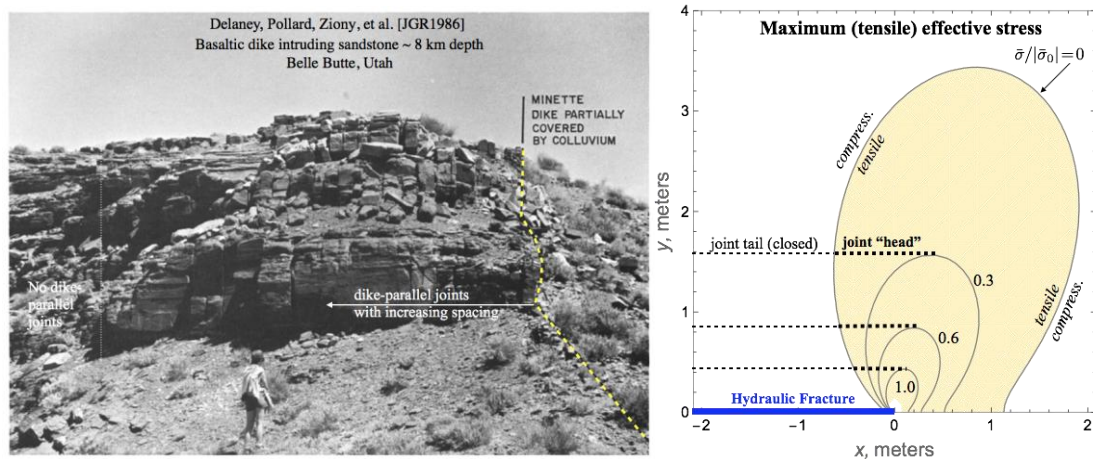 Delaney, Pollard, Ziony, et al. [JGR1986]
Basaltic dike intruding sandstone ~ 8 km depth
Belle Butte, Utah
MINETTE
DIKE PARTIALLY
COVERED
BY COLLUVIUM
No dikes
parallel
joints
dike-parallel joints
with increasing spacing
Maximum (tensile) effective stress
σ̄/|σ̄₀|=0
compress.
tensile
joint tail (closed)
joint “head”
0.3
0.6
1.0
tensile
compress.
Hydraulic Fracture
y, meters
4
3
2
1
0
-2
-1
0
1
2
x, meters